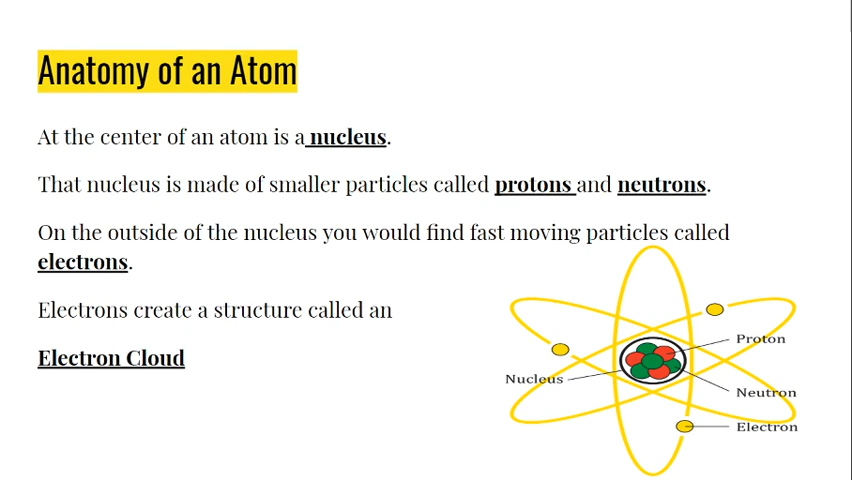 Anatomy of an Atom
At the center of an atom is a nucleus.
That nucleus is made of smaller particles called protons and neutrons.
On the outside of the nucleus you would find fast moving particles called
electrons.
Electrons create a structure called an
Electron Cloud
Proton
Nucleus
Neutron
Electron